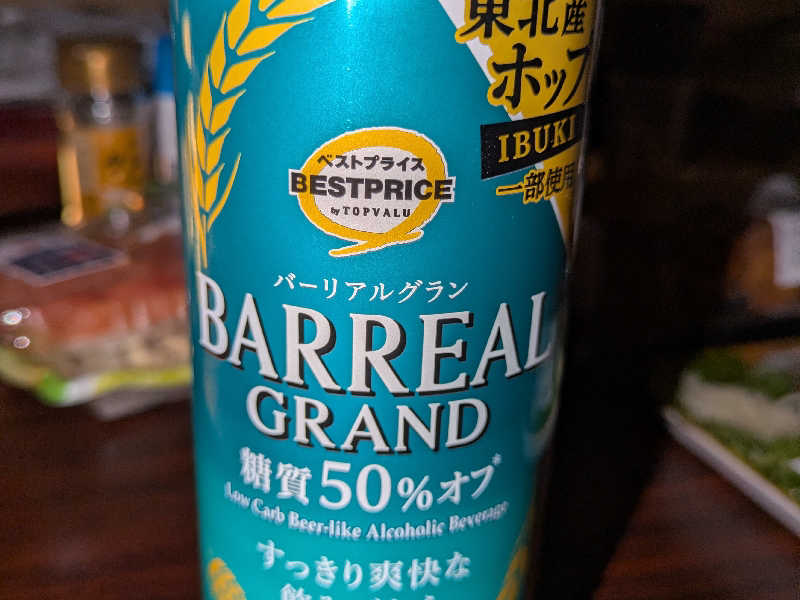 東北産
ホップ
IBUKI
一部使用
ベストプライス
BESTPRICE
by TOPVALU
バーリアルグラン
BARREAL
GRAND
糖質50%オフ*
Low Carb Beer-like Alcoholic Beverage
すっきり爽快な